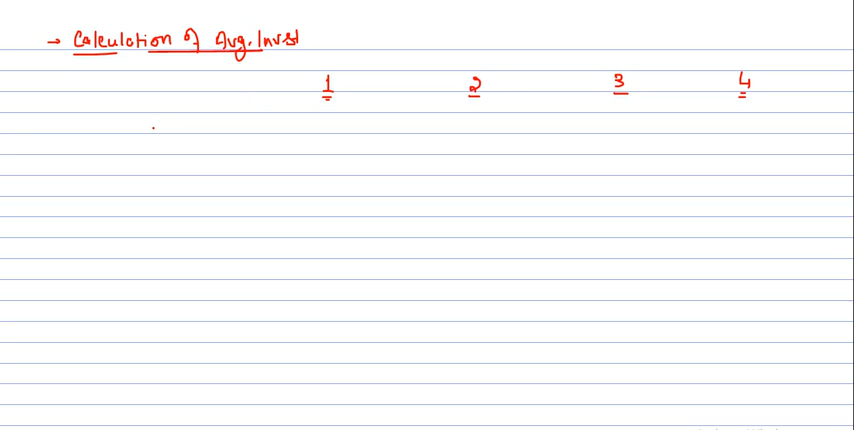 → Calculation of Avg. Invest
1 2 3 4